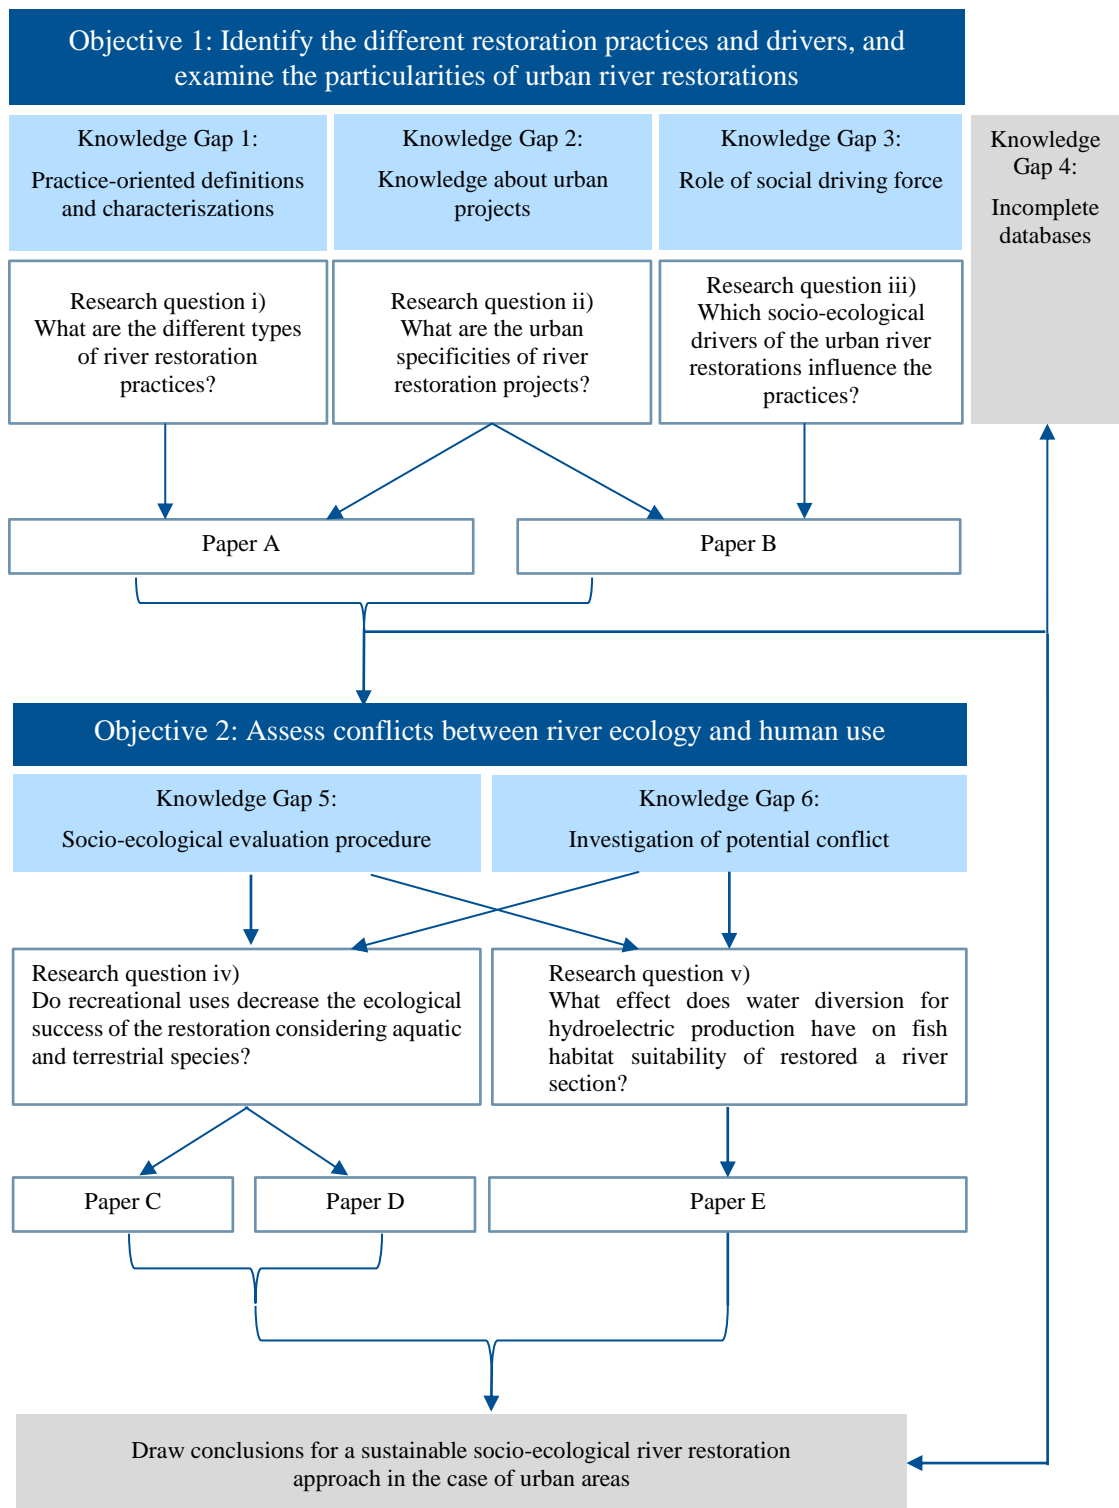 Objective 1: Identify the different restoration practices and drivers, and
examine the particularities of urban river restorations
Knowledge Gap 1:
Practice-oriented definitions
and characteriszations
Knowledge Gap 2:
Knowledge about urban
projects
Knowledge Gap 3:
Role of social driving force
Knowledge
Gap 4:
Incomplete
databases
Research question i)
What are the different types
of river restoration
practices?
Research question ii)
What are the urban
specificities of river
restoration projects?
Research question iii)
Which socio-ecological
drivers of the urban river
restorations influence the
practices?
Paper A
Paper B
Objective 2: Assess conflicts between river ecology and human use
Knowledge Gap 5:
Socio-ecological evaluation procedure
Knowledge Gap 6:
Investigation of potential conflict
Research question iv)
Do recreational uses decrease the ecological
success of the restoration considering aquatic
and terrestrial species?
Research question v)
What effect does water diversion for
hydroelectric production have on fish
habitat suitability of restored a river
section?
Paper C
Paper D
Paper E
Draw conclusions for a sustainable socio-ecological river restoration
approach in the case of urban areas